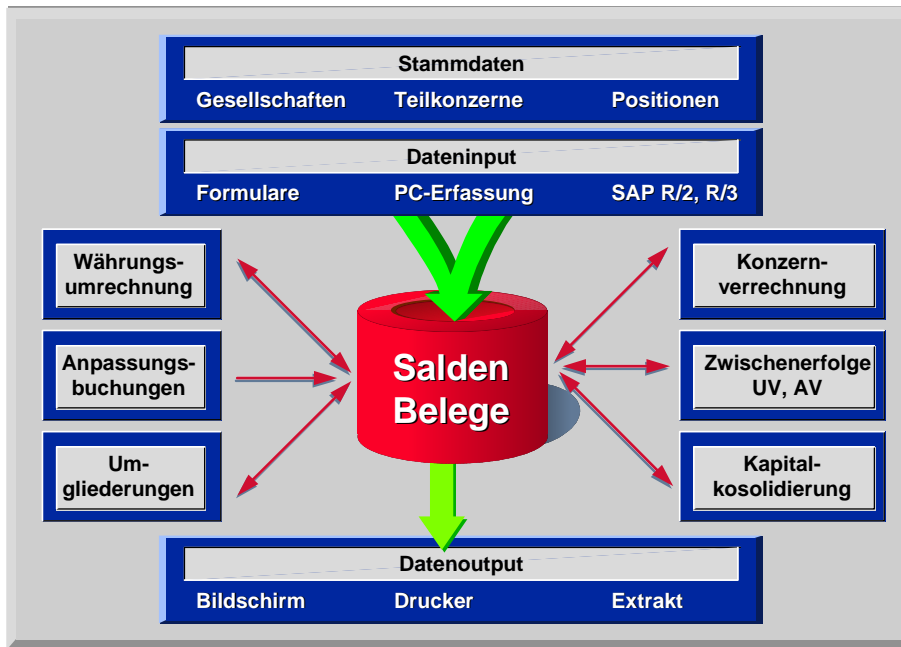 Stammdaten
Gesellschaften Teilkonzerne Positionen
Dateninput
Formulare PC-Erfassung SAP R/2, R/3
Währungs-
umrechnung
Anpassungs-
buchungen
Um-
gliederungen
Salden
Belege
Konzern-
verrechnung
Zwischenerfolge
UV, AV
Kapital-
kosolidierung
Datenoutput
Bildschirm Drucker Extrakt